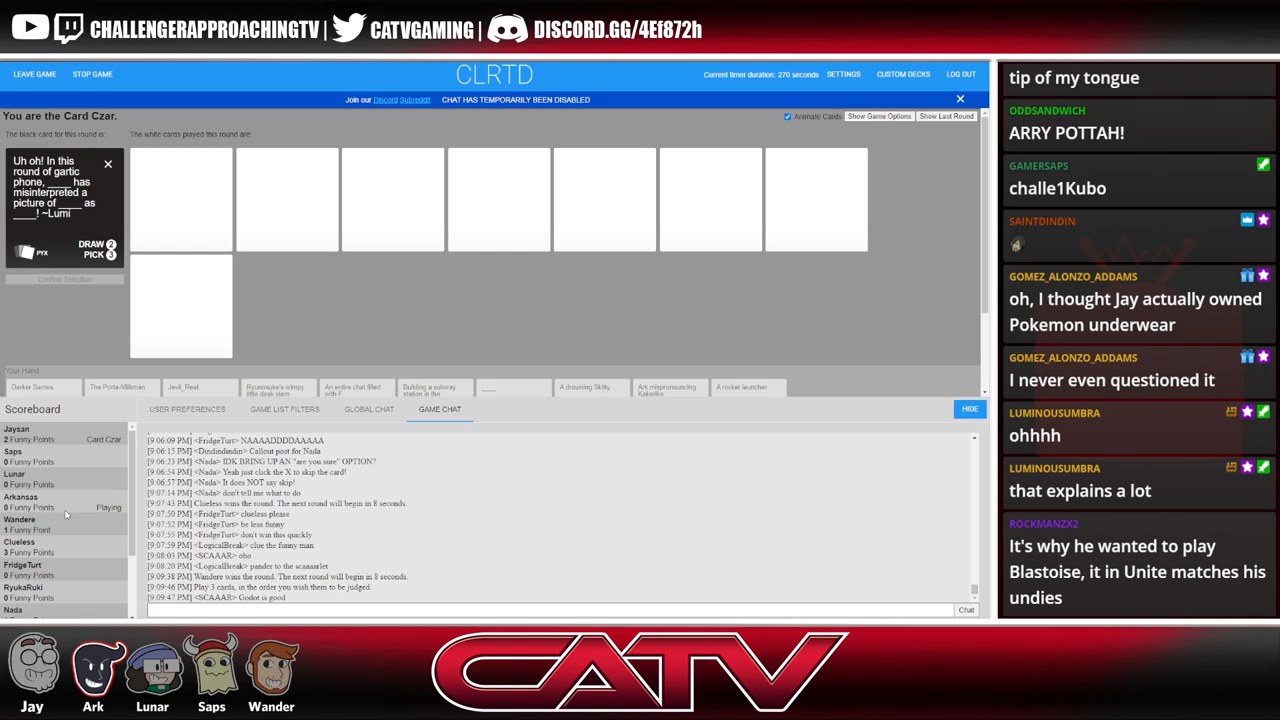 CHALLENGERAPPROACHINGTV | CATVGAMING | DISCORD.GG/4Ef872h
LEAVE GAME STOP GAME CLRTD Current timer duration: 270 seconds SETTINGS CUSTOM DECKS LOG OUT
Join our Discord Subreddit CHAT HAS TEMPORARILY BEEN DISABLED
You are the Card Czar.
Animate Cards Show Game Options Show Last Round
The black card for this round is: The white cards played this round are:
Uh oh! In this
round of gartic
phone, ____ has
misinterpreted a
picture of ____ as
____! ~Lumi
PYX
DRAW 2
PICK 3
Confirm Selection
Your Hand
Darker Samus
The Porta-Milkman
Jevil_Real.
Ryunosuke's wimpy
little desk slam
An entire chat filled
with F
Building a subway
station in the
____
A drowning Skitty
Ark mispronouncing
Kakariko
A rocket launcher
Scoreboard
Jaysan
2 Funny Points Card Czar
Saps
0 Funny Points
Lunar
0 Funny Points
Arkansas
0 Funny Points Playing
Wandere
1 Funny Point
Clueless
3 Funny Points
FridgeTurt
0 Funny Points
RyukaRuki
0 Funny Points
Nada
USER PREFERENCES GAME LIST FILTERS GLOBAL CHAT GAME CHAT HIDE
[9:06:09 PM] <FridgeTurt> NAAAADDDDAAAAA
[9:06:15 PM] <Dindindindin> Callout post for Nada
[9:06:23 PM] <Nada> IDK BRING UP AN "are you sure" OPTION?
[9:06:54 PM] <Nada> Yeah just click the X to skip the card!
[9:06:57 PM] <Nada> It does NOT say skip!
[9:07:14 PM] <Nada> don't tell me what to do
[9:07:43 PM] Clueless wins the round. The next round will begin in 8 seconds.
[9:07:50 PM] <FridgeTurt> clueless please
[9:07:52 PM] <FridgeTurt> be less funny
[9:07:55 PM] <FridgeTurt> don't win this quickly
[9:07:59 PM] <LogicalBreak> clue the funny man
[9:08:03 PM] <SCAAAR> oho
[9:08:20 PM] <LogicalBreak> pander to the scaaaarlet
[9:09:38 PM] Wandere wins the round. The next round will begin in 8 seconds.
[9:09:46 PM] Play 3 cards, in the order you wish them to be judged.
[9:09:47 PM] <SCAAAR> Godot is good
Chat
tip of my tongue
ODDSANDWICH
ARRY POTTAH!
GAMERSAPS
challe1Kubo
SAINTDINDIN
GOMEZ_ALONZO_ADDAMS
oh, I thought Jay actually owned
Pokemon underwear
GOMEZ_ALONZO_ADDAMS
I never even questioned it
LUMINOUSUMBRA
ohhhh
LUMINOUSUMBRA
that explains a lot
ROCKMANZX2
It's why he wanted to play
Blastoise, it in Unite matches his
undies
Jay Ark Lunar Saps Wander
CATV